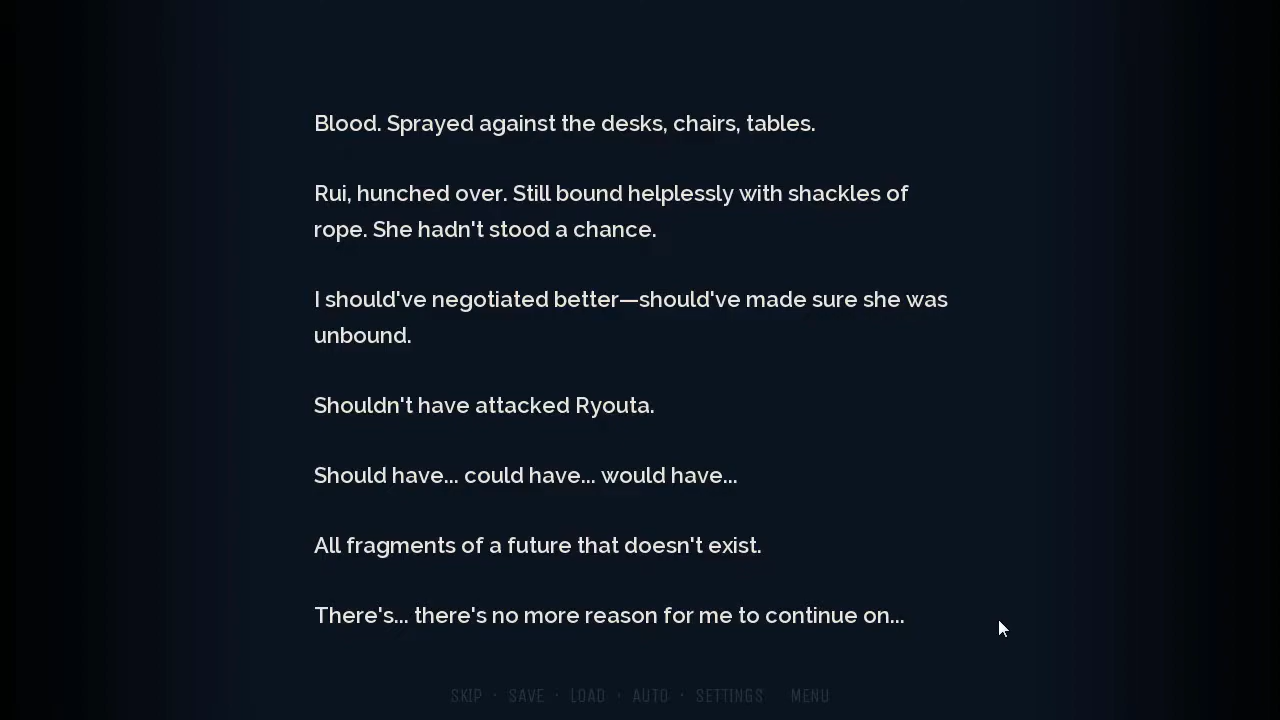 Blood. Sprayed against the desks, chairs, tables.
Rui, hunched over. Still bound helplessly with shackles of
rope. She hadn't stood a chance.
I should've negotiated better—should've made sure she was
unbound.
Shouldn't have attacked Ryouta.
Should have... could have... would have...
All fragments of a future that doesn't exist.
There's... there's no more reason for me to continue on...
SKIP · SAVE · LOAD · AUTO · SETTINGS MENU